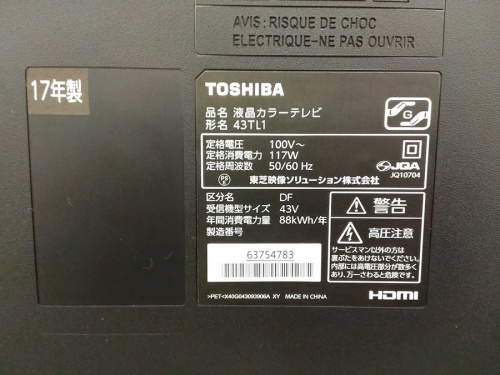 AVIS : RISQUE DE CHOC
ELECTRIQUE-NE PAS OUVRIR
17年製
TOSHIBA
品名 液晶カラーテレビ
形名 43TL1
G
定格電圧 100V～
定格消費電力 117W
定格周波数 50/60 Hz
PS
JQA
JQ10704
東芝映像ソリューション株式会社
区分名 DF
受信機型サイズ 43V
年間消費電力量 88kWh/年
製造番号
63754783
警告
高圧注意
サービスマン以外の方は
裏ぶたをあけないでください。
内部には高電圧部分が数多く
あり、万一さわると危険です。
>PET<X40G043093906A XY MADE IN CHINA
HDMI